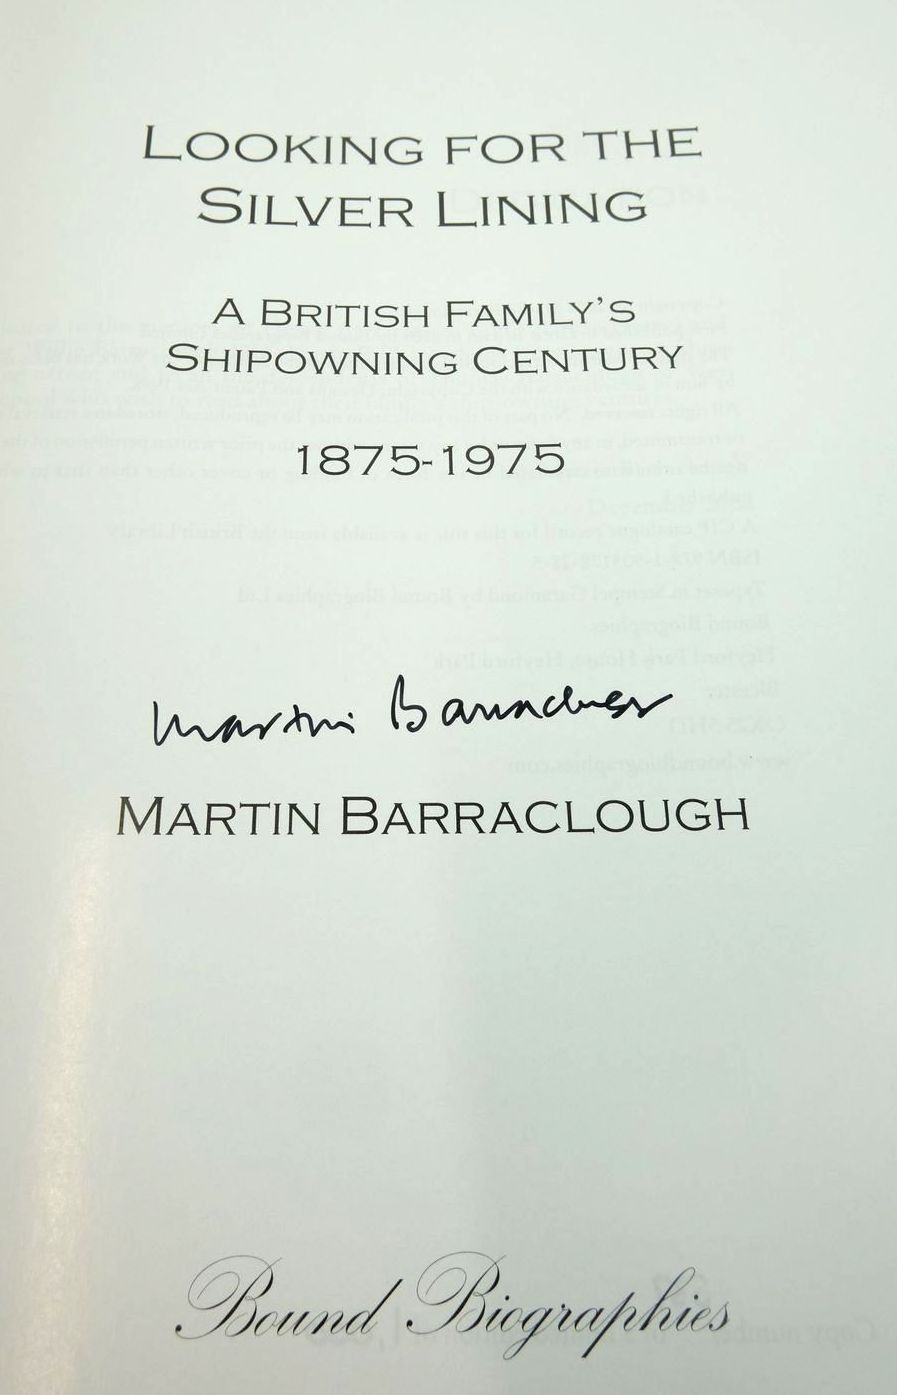 LOOKING FOR THE
SILVER LINING
A BRITISH FAMILY'S
SHIPOWNING CENTURY
1875-1975
Martin Barraclough
MARTIN BARRACLOUGH
Bound Biographies